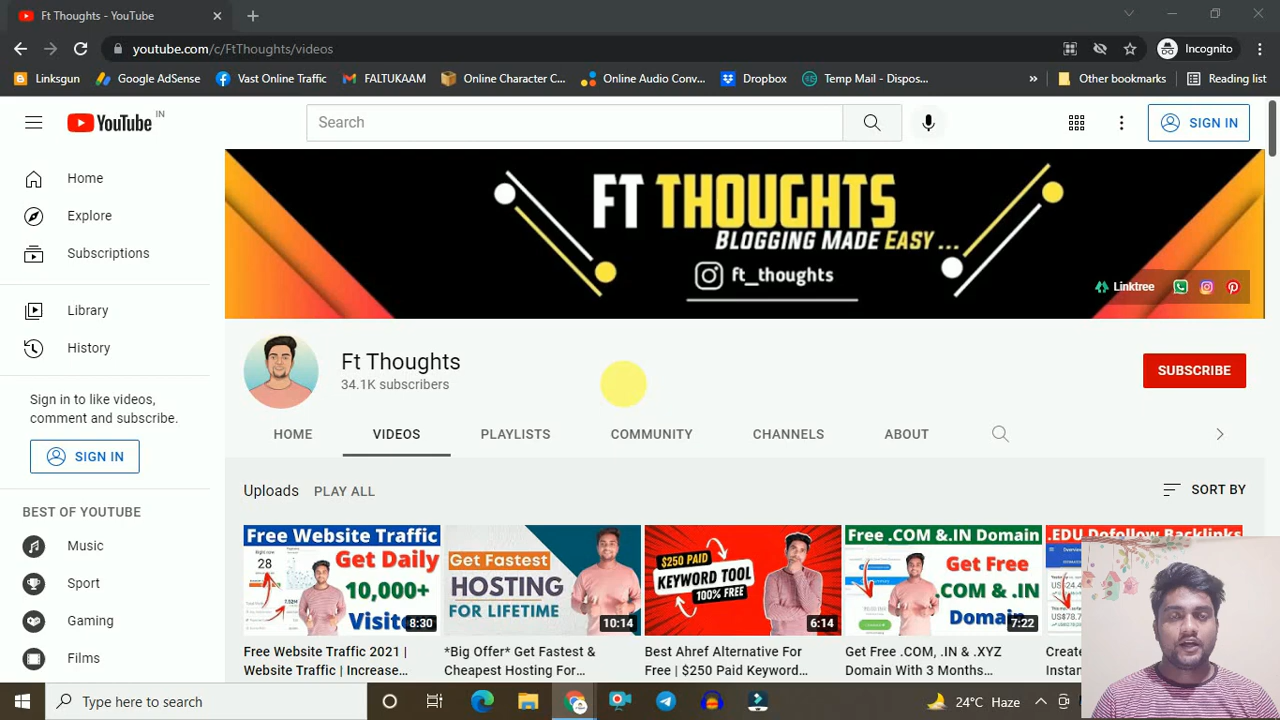 Ft Thoughts - YouTube
youtube.com/c/FtThoughts/videos
Incognito
Linksgun
Google AdSense
Vast Online Traffic
FALTUKAAM
Online Character C...
Online Audio Conv...
Dropbox
Temp Mail - Dispos...
»
Other bookmarks
Reading list
YouTube IN
Search
SIGN IN
Home
Explore
Subscriptions
Library
History
Sign in to like videos,
comment and subscribe.
SIGN IN
BEST OF YOUTUBE
Music
Sport
Gaming
Films
FT THOUGHTS
BLOGGING MADE EASY ...
ft_thoughts
Linktree
Ft Thoughts
34.1K subscribers
SUBSCRIBE
HOME
VIDEOS
PLAYLISTS
COMMUNITY
CHANNELS
ABOUT
Uploads
PLAY ALL
SORT BY
Free Website Traffic
Right now
28
Get Daily
10,000+
Visits
8:30
Free Website Traffic 2021 |
Website Traffic | Increase...
Get Fastest
HOSTING
FOR LIFETIME
10:14
*Big Offer* Get Fastest &
Cheapest Hosting For...
$250 PAID
KEYWORD TOOL
100% FREE
6:14
Best Ahref Alternative For
Free | $250 Paid Keyword...
Free .COM &.IN Domain
Get Free
.COM & .IN
Domain
7:22
Get Free .COM, .IN & .XYZ
Domain With 3 Months...
.EDU Dofollow Backlinks
Create
Instan
Type here to search
24°C Haze